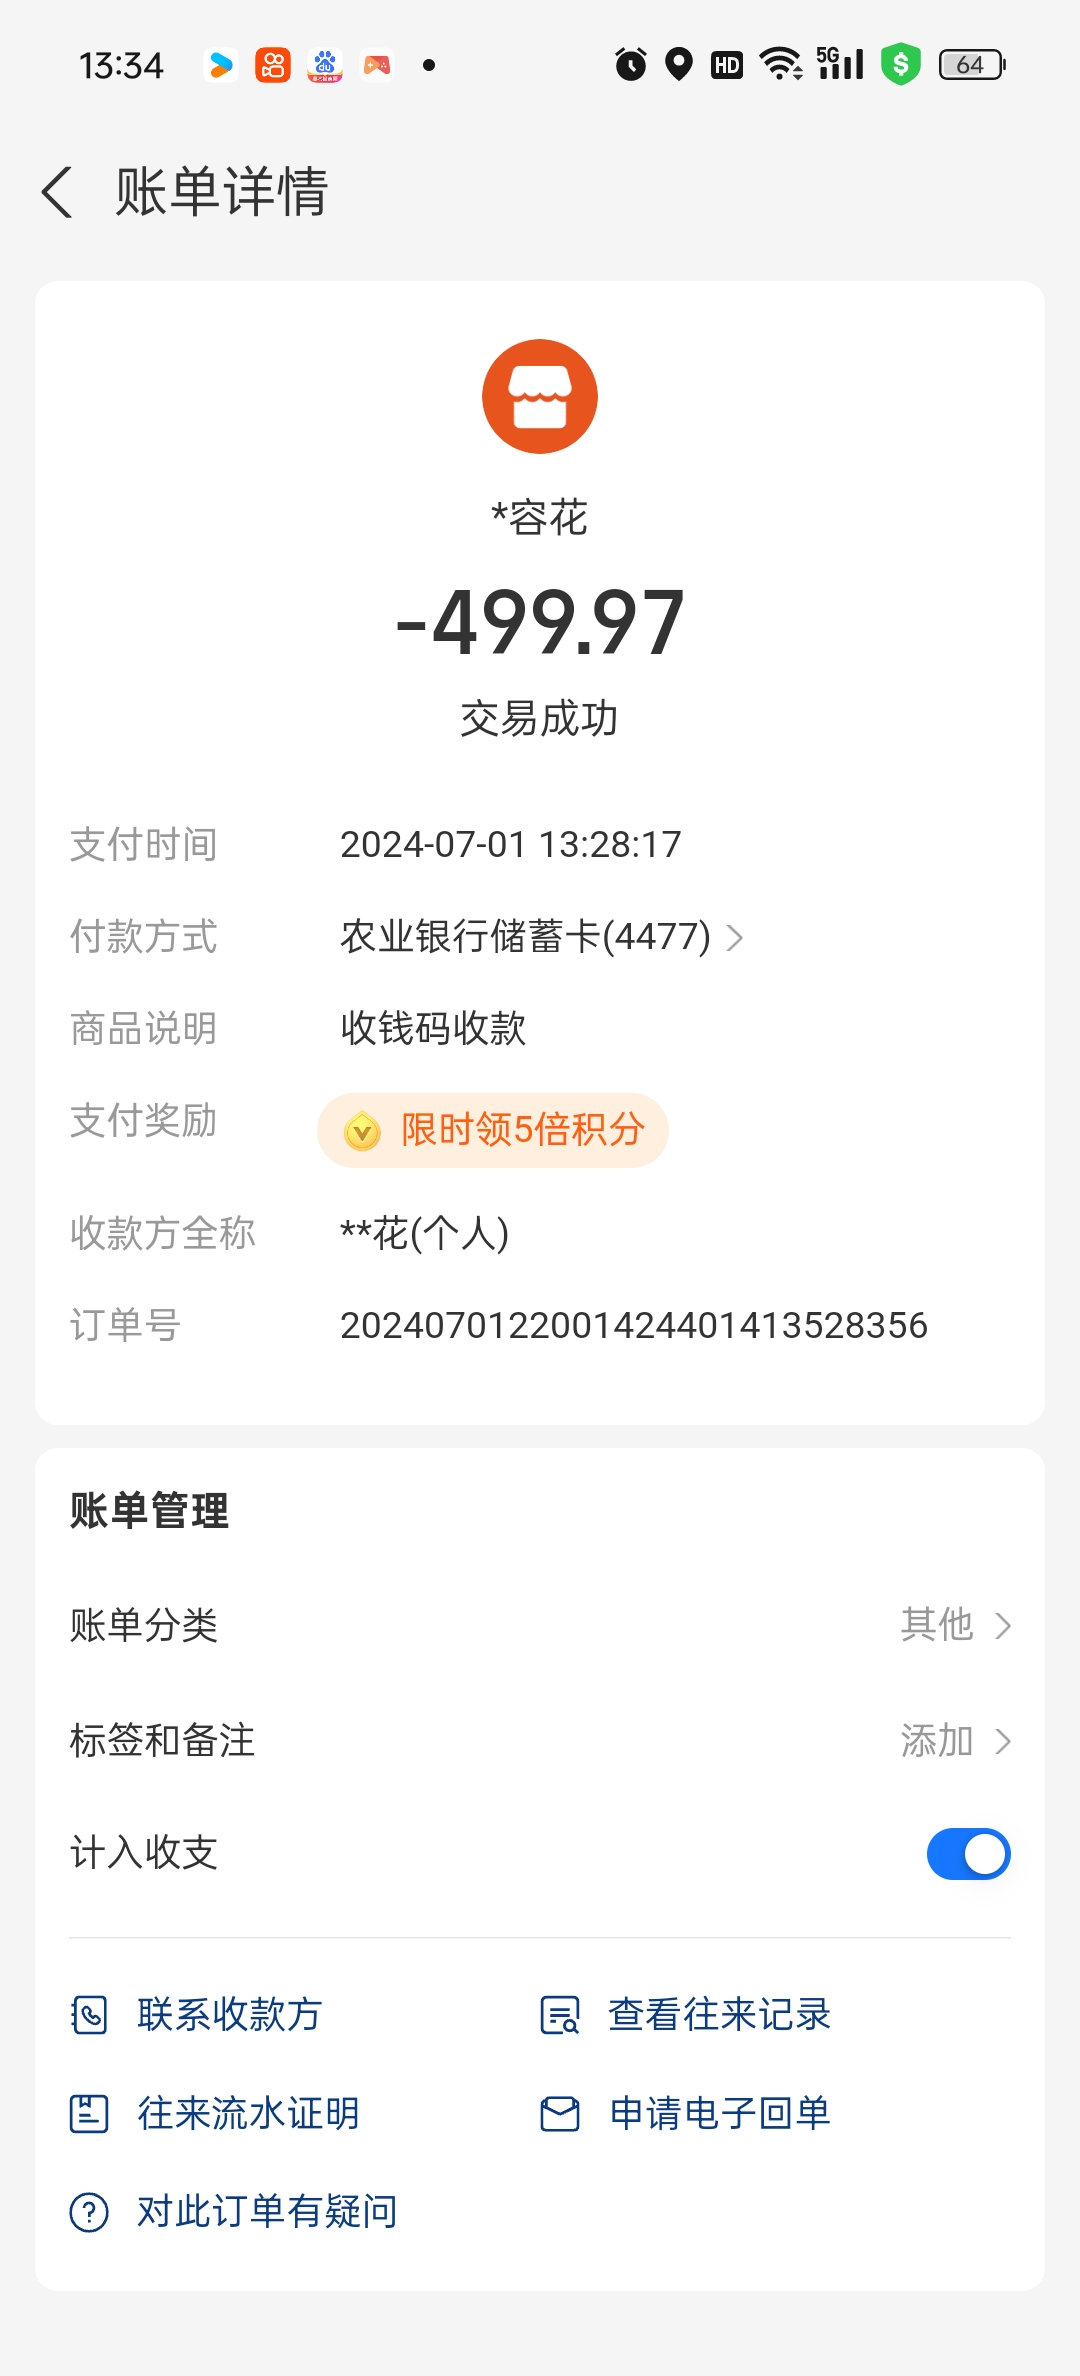 13:34
HD
5G
64
账单详情
*容花
-499.97
交易成功
支付时间 2024-07-01 13:28:17
付款方式 农业银行储蓄卡(4477)
商品说明 收钱码收款
支付奖励 限时领5倍积分
收款方全称 **花(个人)
订单号 20240701220014244014​13528356
账单管理
账单分类 其他
标签和备注 添加
计入收支
联系收款方 查看往来记录
往来流水证明 申请电子回单
对此订单有疑问